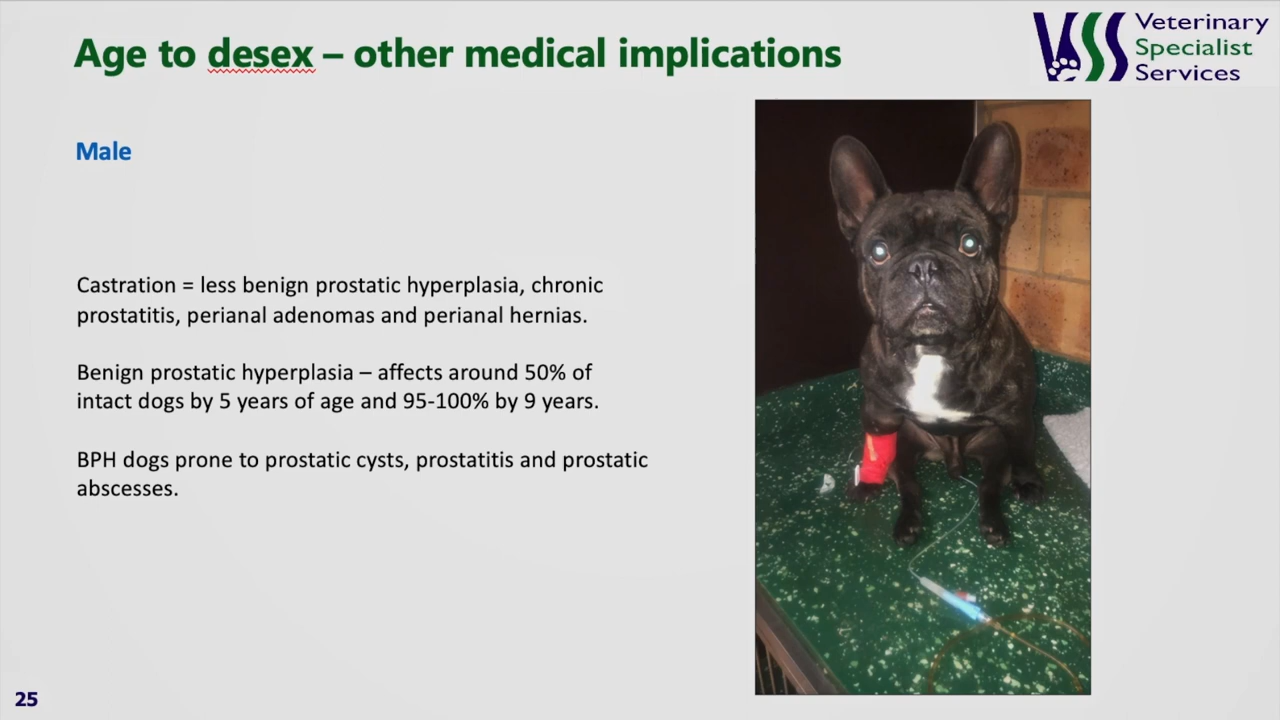 Age to desex – other medical implications
Veterinary
Specialist
Services
Male
Castration = less benign prostatic hyperplasia, chronic
prostatitis, perianal adenomas and perianal hernias.
Benign prostatic hyperplasia – affects around 50% of
intact dogs by 5 years of age and 95-100% by 9 years.
BPH dogs prone to prostatic cysts, prostatitis and prostatic
abscesses.
25